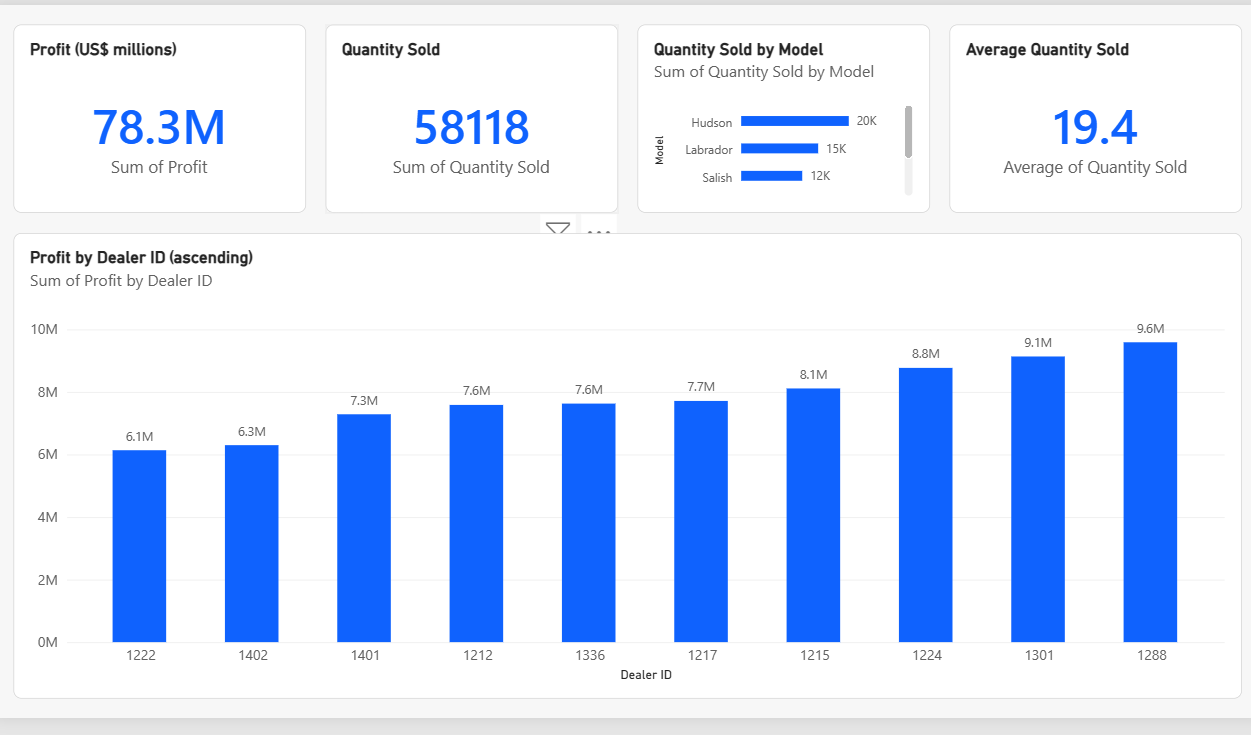 Profit (US$ millions)
78.3M
Sum of Profit
Quantity Sold
58118
Sum of Quantity Sold
Quantity Sold by Model
Sum of Quantity Sold by Model
Model
Hudson 20K
Labrador 15K
Salish 12K
Average Quantity Sold
19.4
Average of Quantity Sold
Profit by Dealer ID (ascending)
Sum of Profit by Dealer ID
10M
8M
6M
4M
2M
0M
6.1M 6.3M 7.3M 7.6M 7.6M 7.7M 8.1M 8.8M 9.1M 9.6M
1222 1402 1401 1212 1336 1217 1215 1224 1301 1288
Dealer ID